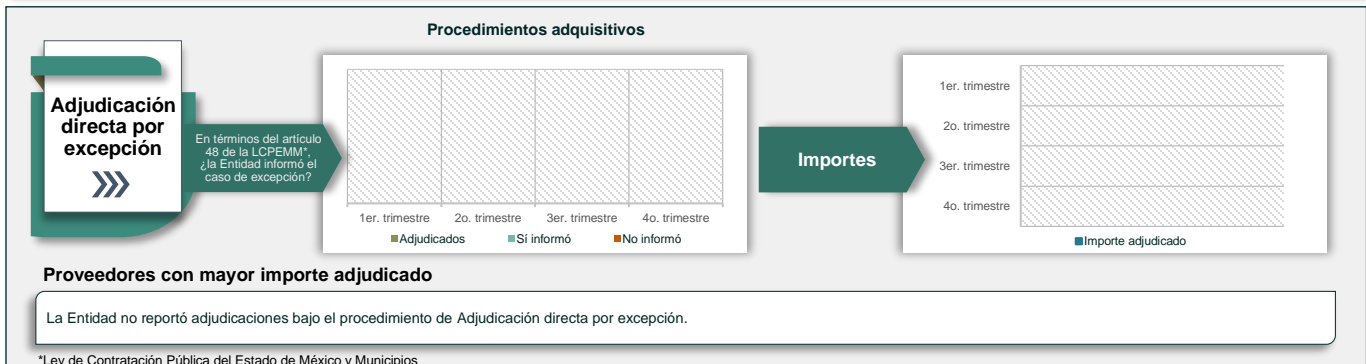 Procedimientos adquisitivos
Adjudicación
directa por
excepción
En términos del artículo
48 de la LCPEMM*,
¿la Entidad informó el
caso de excepción?
1er. trimestre 2o. trimestre 3er. trimestre 4o. trimestre
Adjudicados Sí informó No informó
Importes
1er. trimestre
2o. trimestre
3er. trimestre
4o. trimestre
Importe adjudicado
Proveedores con mayor importe adjudicado
La Entidad no reportó adjudicaciones bajo el procedimiento de Adjudicación directa por excepción.
*Ley de Contratación Pública del Estado de México y Municipios